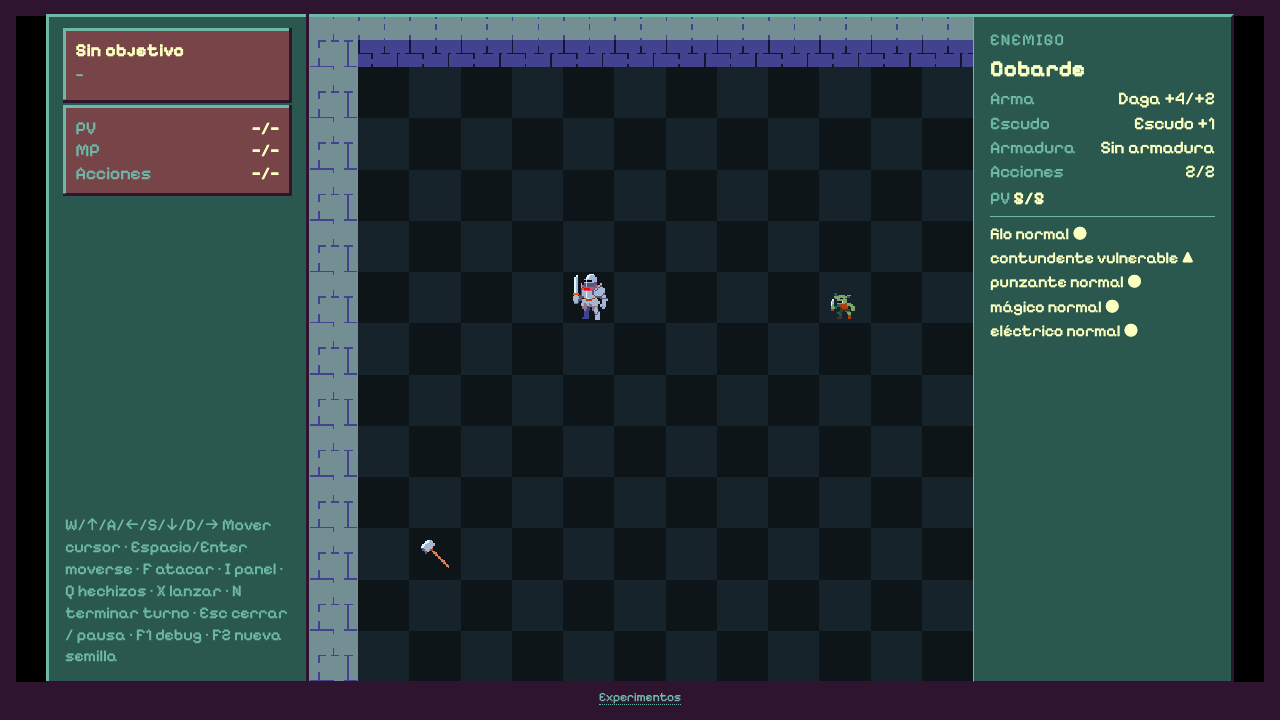 Sin objetivo
-
PV -/-
MP -/-
Acciones -/-
W/↑/A/←/S/↓/D/→ Mover
cursor · Espacio/Enter
moverse · F atacar · I panel ·
Q hechizos · X lanzar · N
terminar turno · Esc cerrar
/ pausa · F1 debug · F2 nueva
semilla
ENEMIGO
Cobarde
Arma Daga +4/+2
Escudo Escudo +1
Armadura Sin armadura
Acciones 2/2
PV 8/8
filo normal ●
contundente vulnerable ▲
punzante normal ●
mágico normal ●
eléctrico normal ●
Experimentos